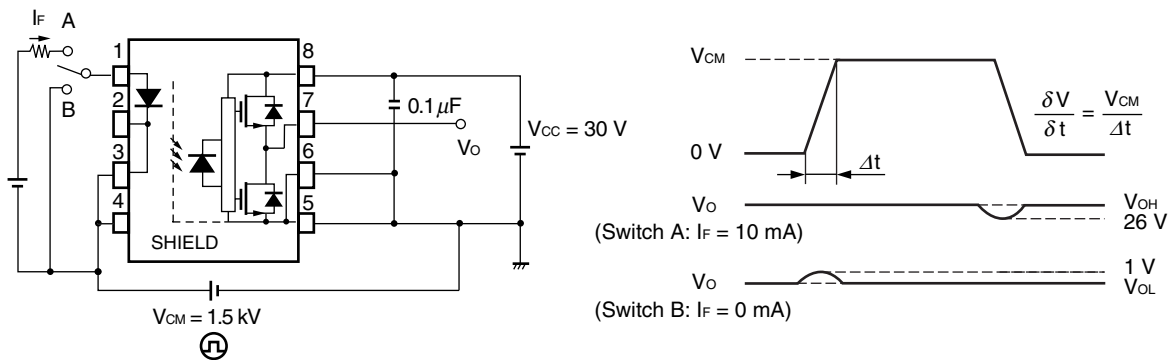 IF A
B
1
2
3
4
8
7
6
5
SHIELD
0.1 μF
VO
VCC = 30 V
VCM = 1.5 kV
VCM
0 V
Δt
δV/δt = VCM/Δt
VO
(Switch A: IF = 10 mA)
VOH
26 V
VO
(Switch B: IF = 0 mA)
1 V
VOL